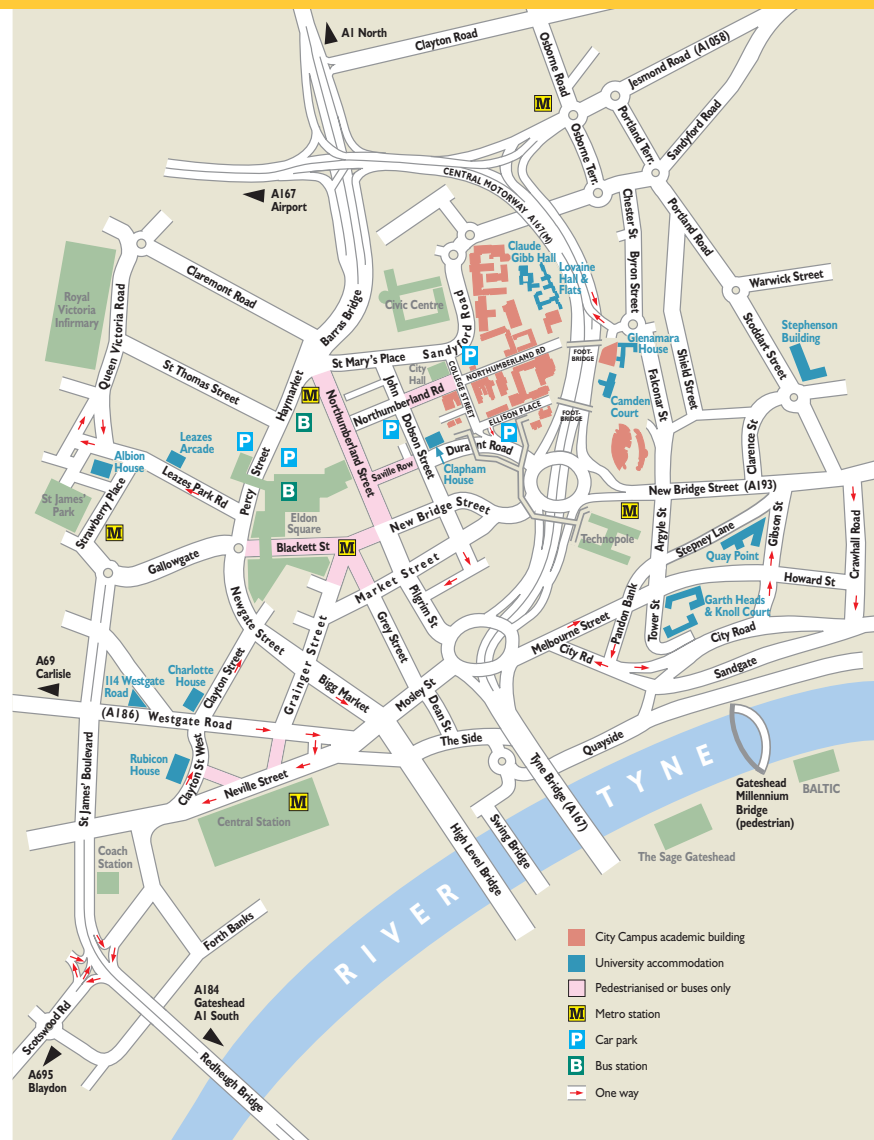 A1 North
Clayton Road
Osborne Road
Jesmond Road (A1058)
M
Portland Terr.
Sandyford Road
Osborne Terr.
CENTRAL MOTORWAY A167(M)
A167
Airport
Chester St
Portland Road
Claude
Gibb Hall
Lovaine
Hall &
Flats
Byron Street
Warwick Street
Royal
Victoria
Infirmary
Queen Victoria Road
Claremont Road
Barras Bridge
Civic Centre
Sandyford Road
Stoddart Street
Stephenson
Building
St Mary's Place
P
City
Hall
COLLEGE STREET
NORTHUMBERLAND RD
FOOT-
BRIDGE
Glenamara
House
Shield Street
St Thomas Street
Haymarket
M
John Dobson Street
Northumberland Rd
Northumberland Street
ELLISON PLACE
FOOT-
BRIDGE
Camden
Court
Falconar St
B
P
P
P
P
Durant Road
Clapham
House
Saville Row
Clarence St
Albion
House
Leazes
Arcade
Leazes Park Rd
Percy Street
B
Eldon
Square
St James'
Park
Strawberry Place
M
New Bridge Street
New Bridge Street (A193)
M
Technopole
Argyle St
Stepney Lane
Quay Point
Gibson St
Crawhall Road
Gallowgate
Blackett St
M
Market Street
Howard St
Pilgrim St
Grey Street
Grainger Street
Newgate Street
Melbourne Street
City Rd
Pandon Bank
Tower St
Garth Heads
& Knoll Court
City Road
Sandgate
A69
Carlisle
114 Westgate
Road
Charlotte
House
Clayton Street
Bigg Market
Mosley St
Dean St
(A186) Westgate Road
The Side
Quayside
Rubicon
House
Clayton St West
Neville Street
M
Central Station
St James' Boulevard
Tyne Bridge (A167)
Swing Bridge
High Level Bridge
Gateshead
Millennium
Bridge
(pedestrian)
BALTIC
The Sage Gateshead
RIVER TYNE
Coach
Station
Forth Banks
A184
Gateshead
A1 South
Scotswood Rd
A695
Blaydon
Redheugh Bridge
City Campus academic building
University accommodation
Pedestrianised or buses only
M Metro station
P Car park
B Bus station
One way